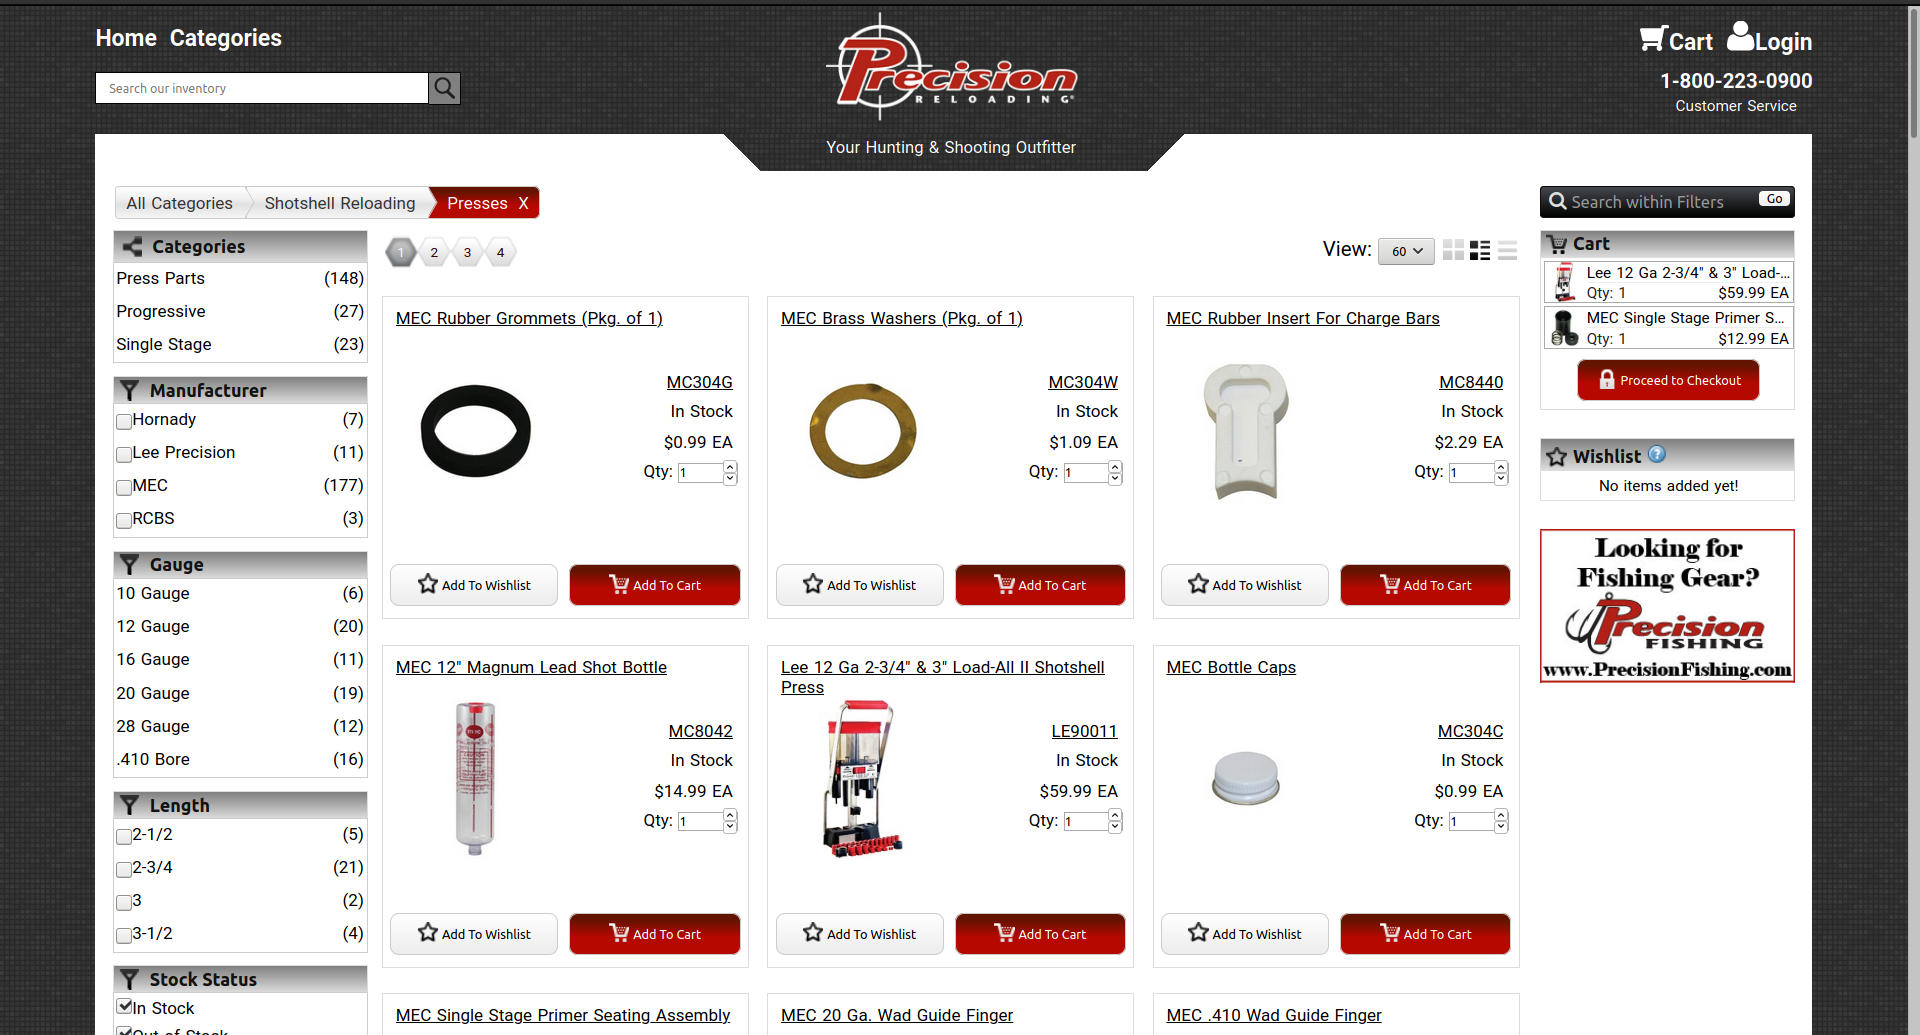 Home Categories
Search our inventory
Precision
RELOADING
Your Hunting & Shooting Outfitter
Cart Login
1-800-223-0900
Customer Service
All Categories Shotshell Reloading Presses X
Categories
Press Parts (148)
Progressive (27)
Single Stage (23)
Manufacturer
Hornady (7)
Lee Precision (11)
MEC (177)
RCBS (3)
Gauge
10 Gauge (6)
12 Gauge (20)
16 Gauge (11)
20 Gauge (19)
28 Gauge (12)
.410 Bore (16)
Length
2-1/2 (5)
2-3/4 (21)
3 (2)
3-1/2 (4)
Stock Status
In Stock
Out of Stock
1 2 3 4
View: 60
MEC Rubber Grommets (Pkg. of 1)
MC304G
In Stock
$0.99 EA
Qty: 1
Add To Wishlist Add To Cart
MEC Brass Washers (Pkg. of 1)
MC304W
In Stock
$1.09 EA
Qty: 1
Add To Wishlist Add To Cart
MEC Rubber Insert For Charge Bars
MC8440
In Stock
$2.29 EA
Qty: 1
Add To Wishlist Add To Cart
MEC 12" Magnum Lead Shot Bottle
MC8042
In Stock
$14.99 EA
Qty: 1
Add To Wishlist Add To Cart
Lee 12 Ga 2-3/4" & 3" Load-All II Shotshell
Press
LE90011
In Stock
$59.99 EA
Qty: 1
Add To Wishlist Add To Cart
MEC Bottle Caps
MC304C
In Stock
$0.99 EA
Qty: 1
Add To Wishlist Add To Cart
MEC Single Stage Primer Seating Assembly
MEC 20 Ga. Wad Guide Finger
MEC .410 Wad Guide Finger
Search within Filters Go
Cart
Lee 12 Ga 2-3/4" & 3" Load-...
Qty: 1 $59.99 EA
MEC Single Stage Primer S...
Qty: 1 $12.99 EA
Proceed to Checkout
Wishlist ?
No items added yet!
Looking for
Fishing Gear?
Precision
FISHING
www.PrecisionFishing.com